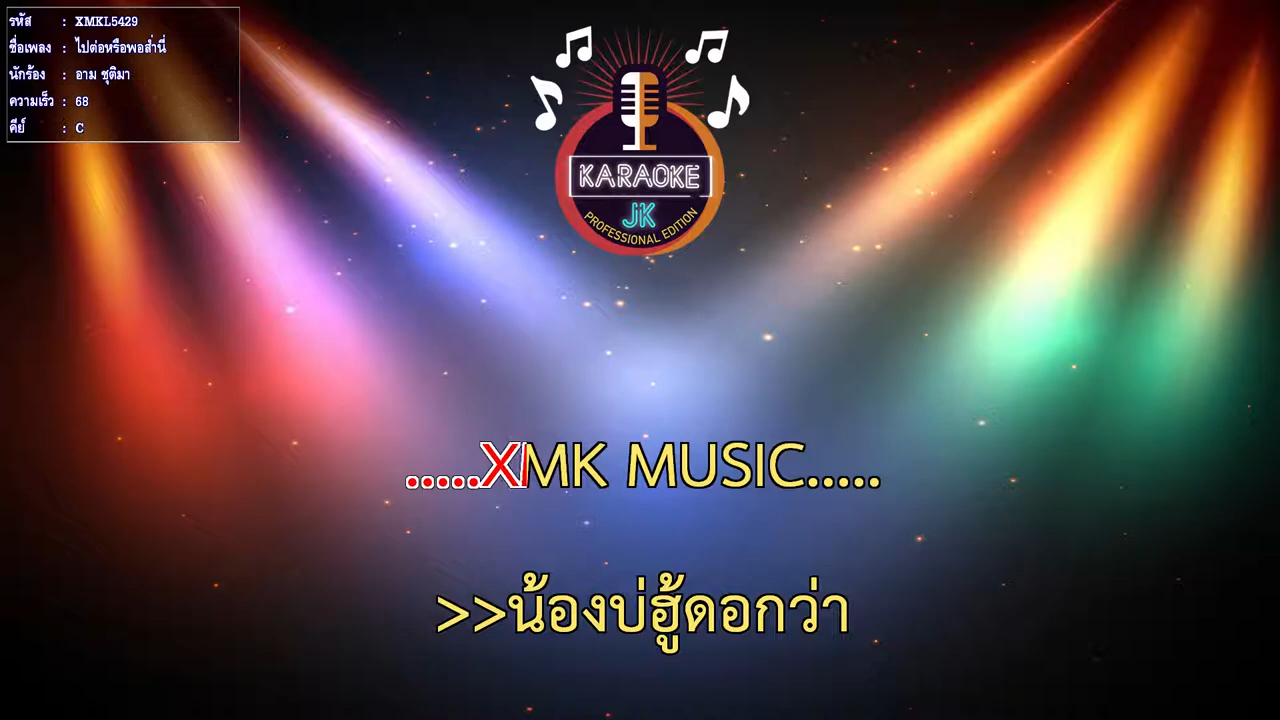 รหัส : XMKL5429
ชื่อเพลง : ไปต่อหรือพอสํ่านี่
นักร้อง : อาม ชุติมา
ความเร็ว : 68
คีย์ : C
KARAOKE
JK
PROFESSIONAL EDITION
.....XMK MUSIC.....
>>น้องบ่ฮู้ดอกว่า